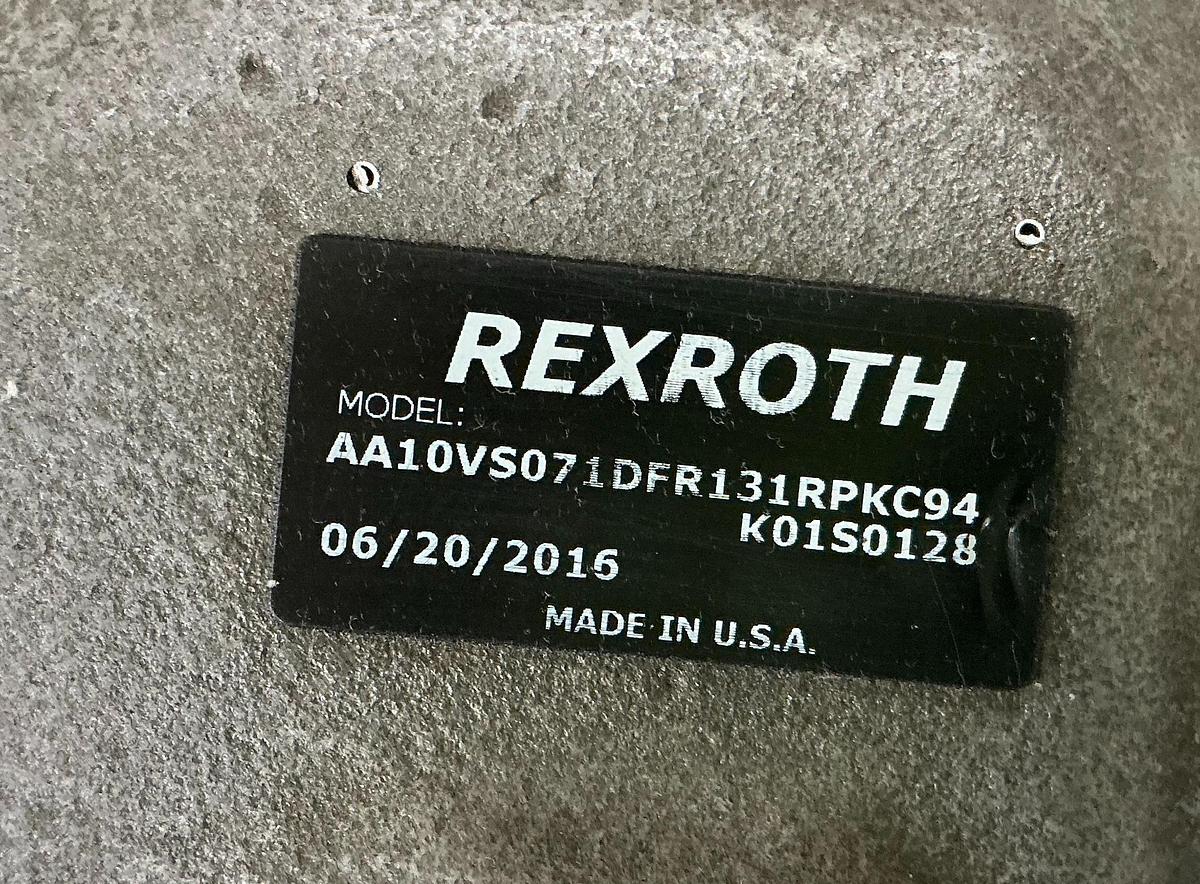 REXROTH
MODEL:
AA10VS071DFR131RPKC94
K01S0128
06/20/2016
MADE IN U.S.A.